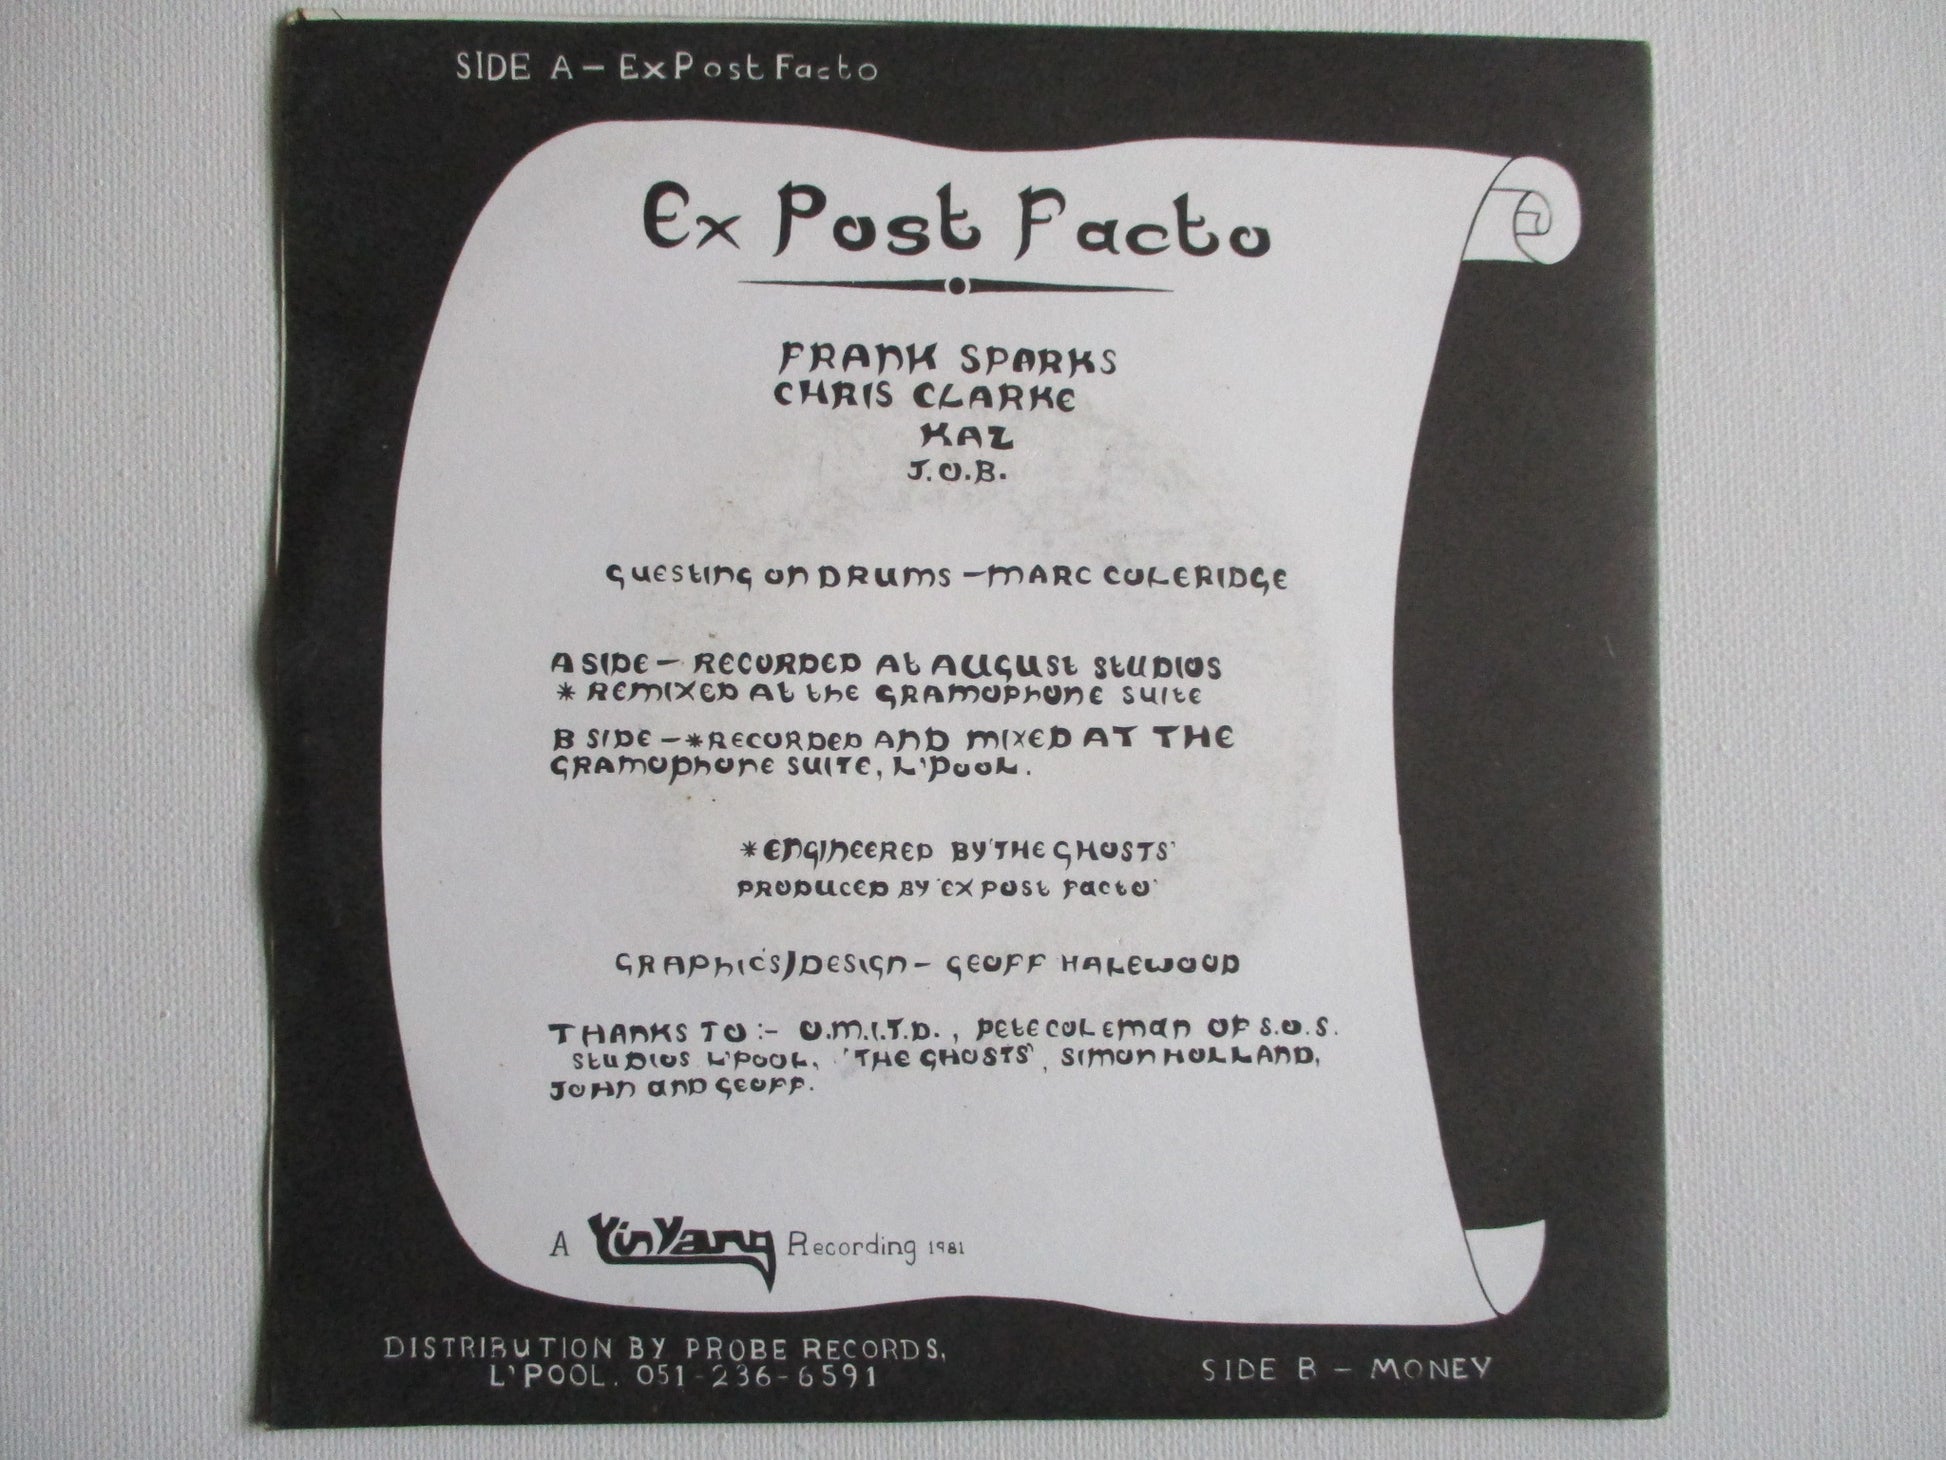 SIDE A - Ex Post Facto
Ex Post Facto
FRANK SPARKS
CHRIS CLARKE
KAZ
J.O.B.
GUESTING ON DRUMS - MARC COLERIDGE
A SIDE - RECORDED At AUGUSt StUDIOS
* REMIXED At the GRAMOPHONE SUITE
B SIDE - * RECORDED AND MIXED AT THE
GRAMOPHONE SUITE, L'POOL.
* ENGINEERED BY 'THE GHOSTS'
PRODUCED BY 'EX POSt FACtO'
GRAPHICS/DESIGN - GEOFF HALEWOOD
THANKS TO :- O.M.I.T.D., PEtE COLEMAN OF S.O.S.
StUDIOS L'POOL, 'THE GHOSTS', SIMON HOLLAND,
JOHN AND GEOFF.
A YinYang Recording 1981
DISTRIBUTION BY PROBE RECORDS,
L'POOL. 051-236-6591
SIDE B - MONEY